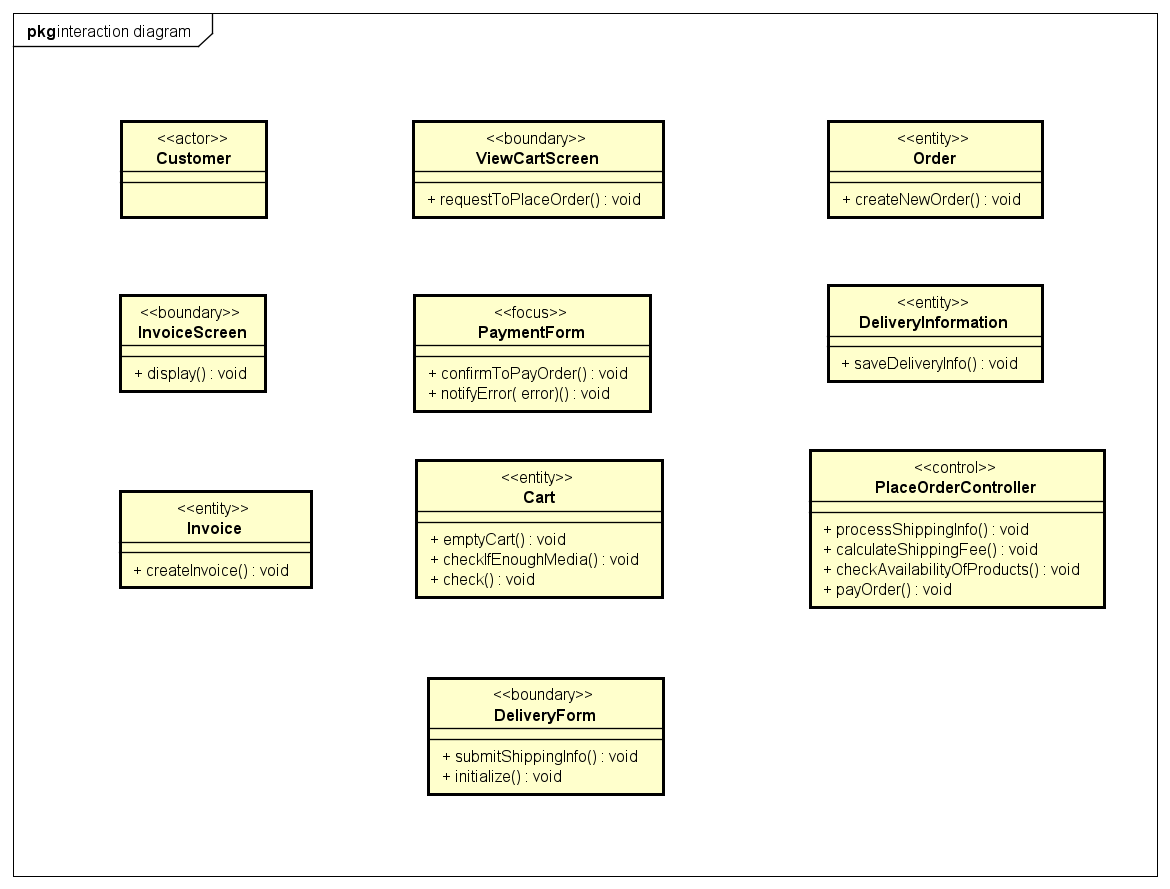 pkg interaction diagram
<<actor>>
Customer
<<boundary>>
ViewCartScreen
+ requestToPlaceOrder() : void
<<entity>>
Order
+ createNewOrder() : void
<<boundary>>
InvoiceScreen
+ display() : void
<<focus>>
PaymentForm
+ confirmToPayOrder() : void
+ notifyError( error)() : void
<<entity>>
DeliveryInformation
+ saveDeliveryInfo() : void
<<entity>>
Invoice
+ createInvoice() : void
<<entity>>
Cart
+ emptyCart() : void
+ checkIfEnoughMedia() : void
+ check() : void
<<control>>
PlaceOrderController
+ processShippingInfo() : void
+ calculateShippingFee() : void
+ checkAvailabilityOfProducts() : void
+ payOrder() : void
<<boundary>>
DeliveryForm
+ submitShippingInfo() : void
+ initialize() : void